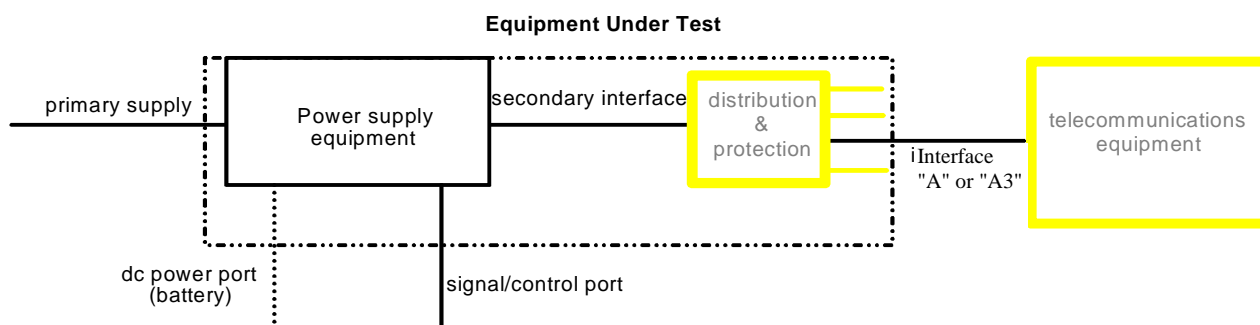 Equipment Under Test
primary supply
Power supply
equipment
secondary interface
distribution
&
protection
¡Interface
"A" or "A3"
telecommunications
equipment
dc power port
(battery)
signal/control port